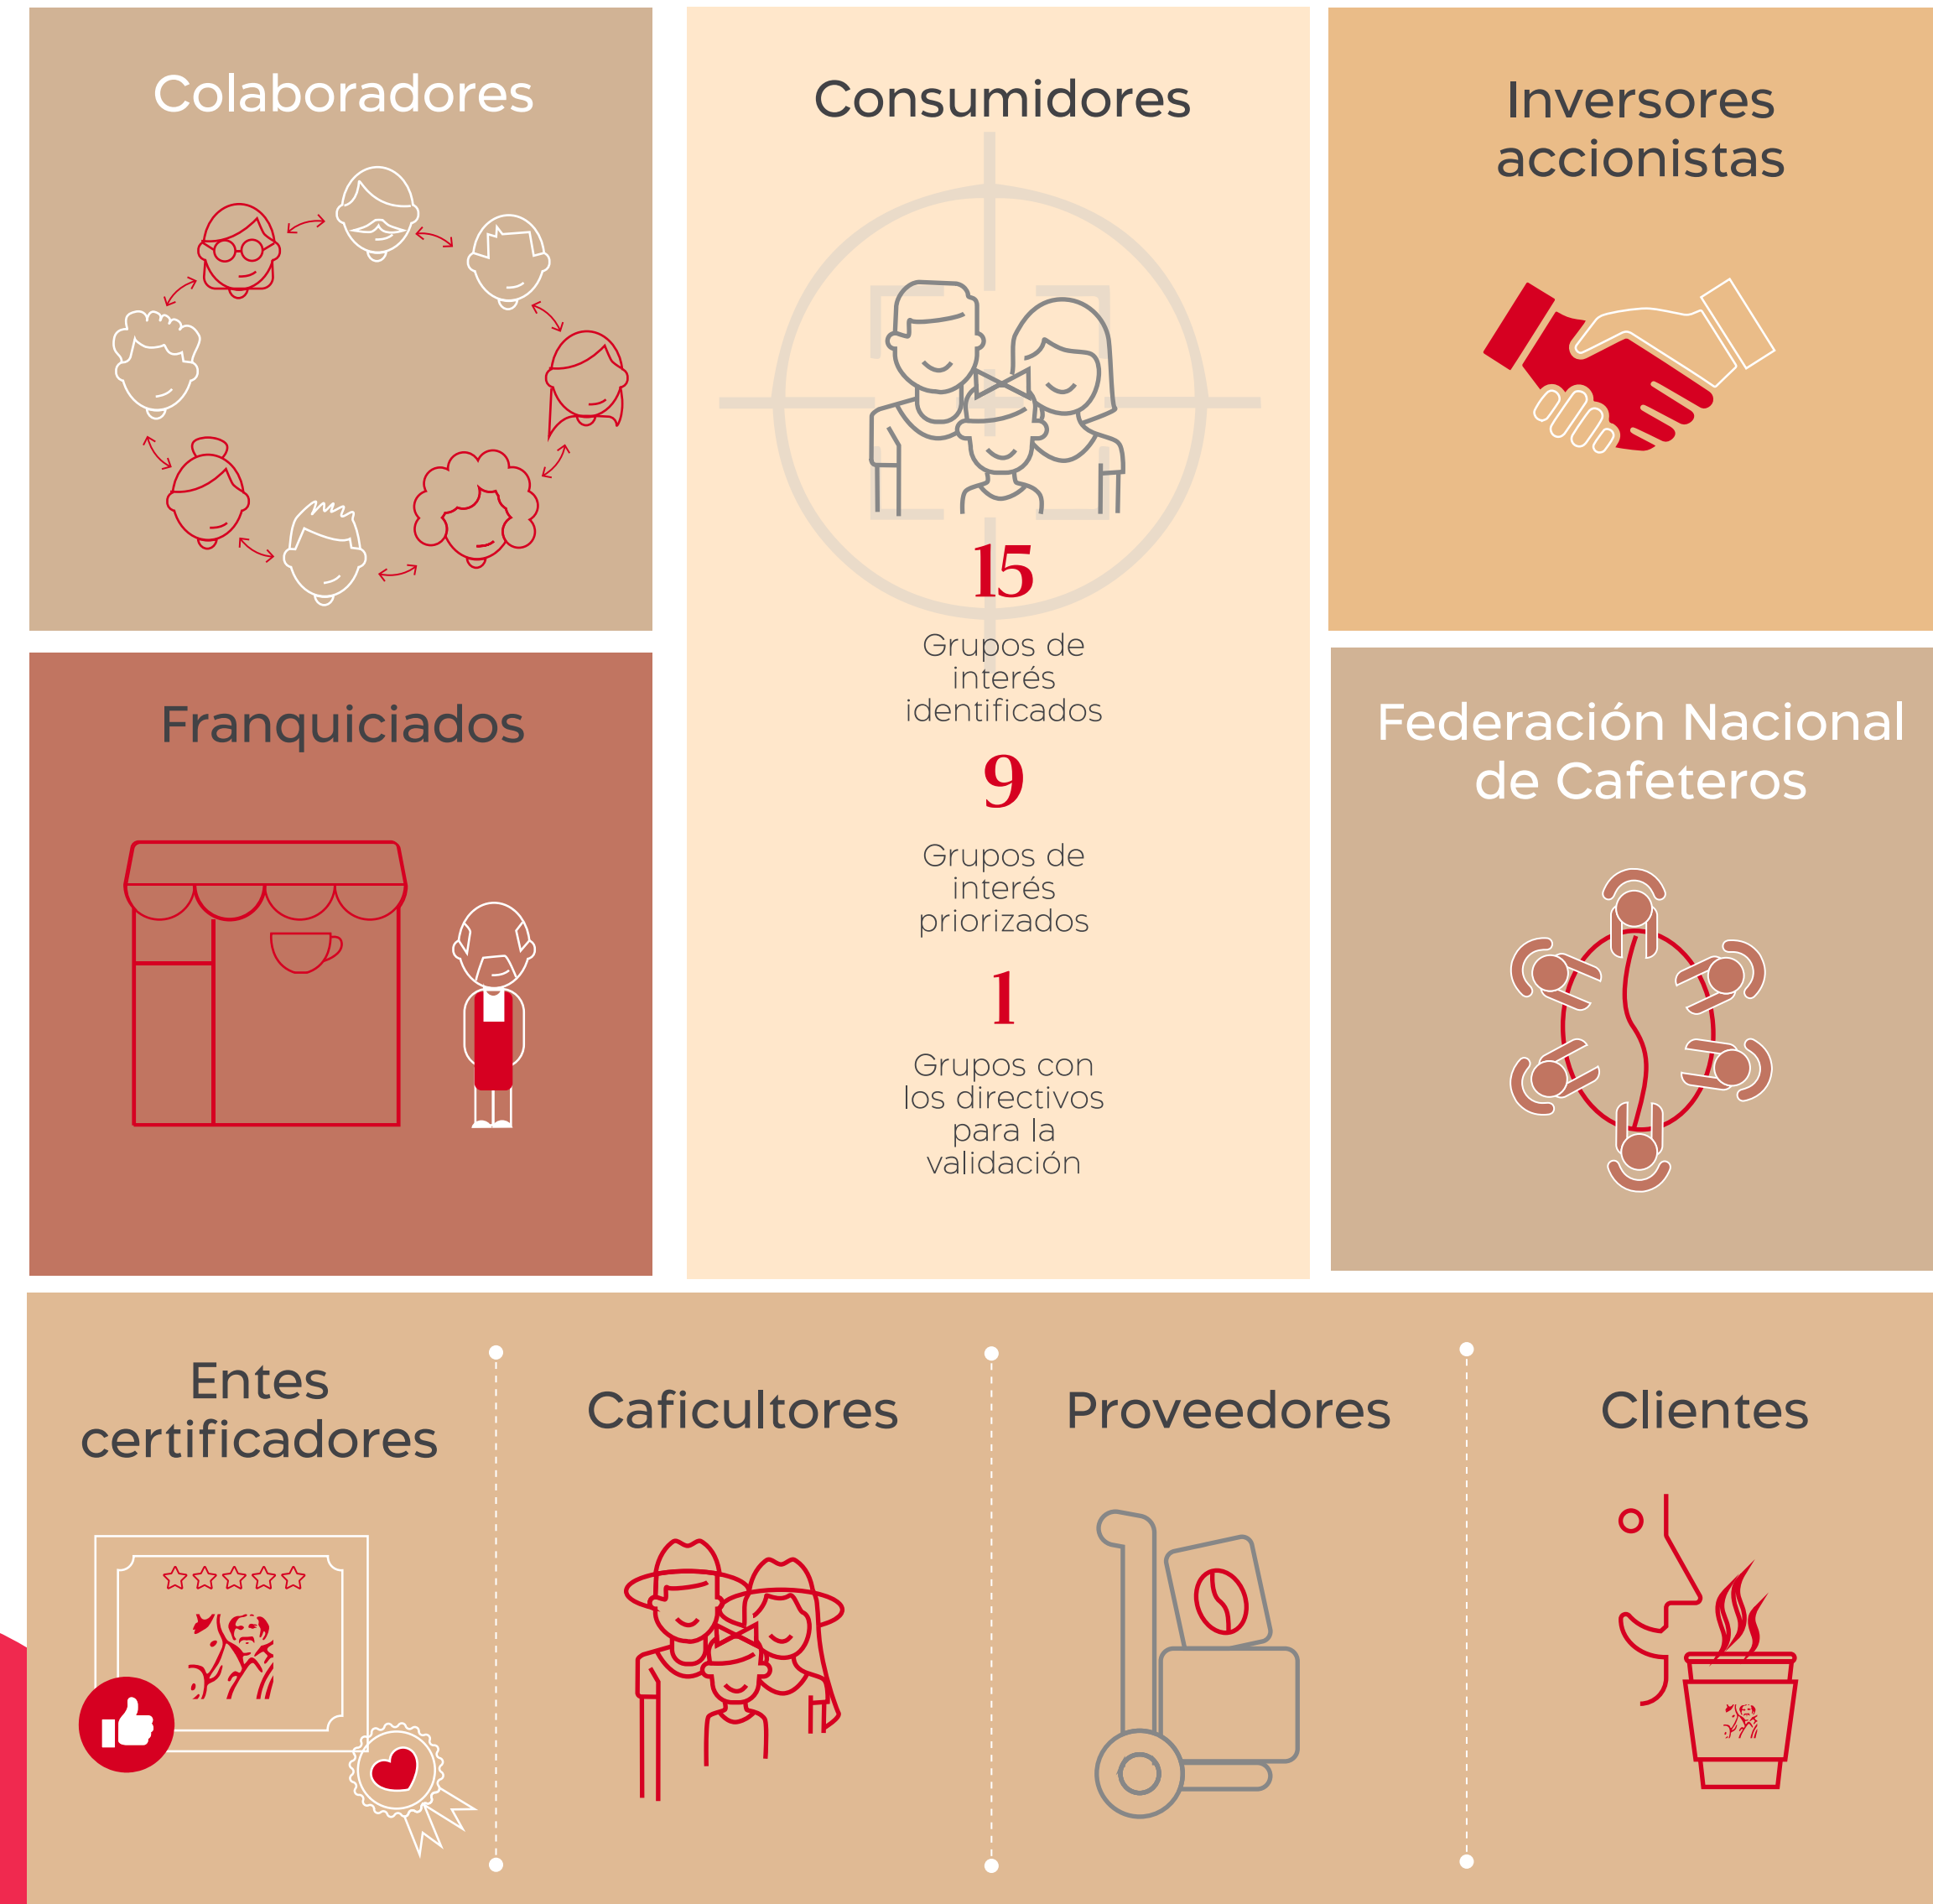 Colaboradores
Consumidores
15
Grupos de
interés
identificados
9
Grupos de
interés
priorizados
1
Grupos con
los directivos
para la
validación
Inversores
accionistas
Franquiciados
Federación Nacional
de Cafeteros
Entes
certificadores
Caficultores
Proveedores
Clientes